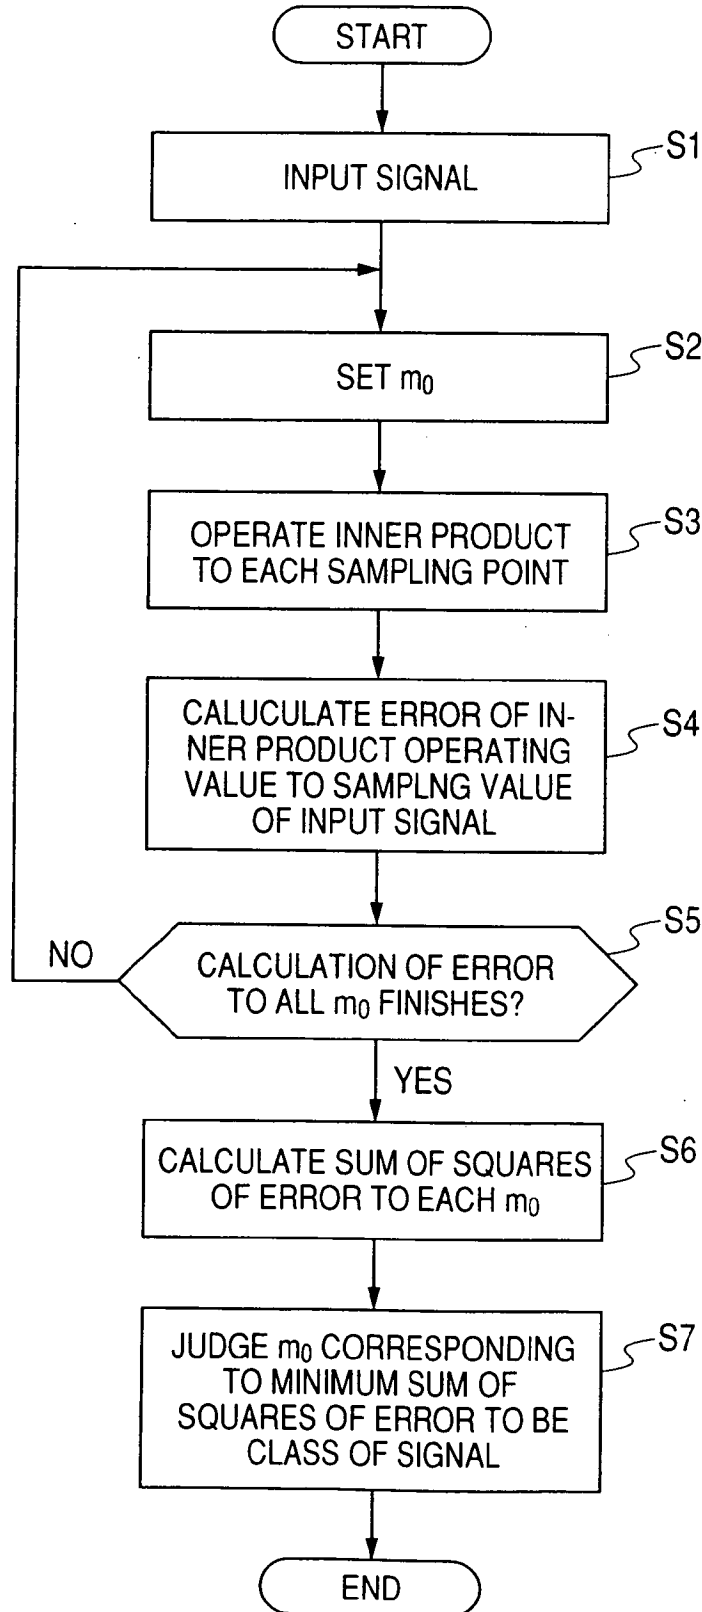 START
INPUT SIGNAL
S1
SET m₀
S2
OPERATE INNER PRODUCT
TO EACH SAMPLING POINT
S3
CALUCULATE ERROR OF IN-
NER PRODUCT OPERATING
VALUE TO SAMPLNG VALUE
OF INPUT SIGNAL
S4
CALCULATION OF ERROR
TO ALL m₀ FINISHES?
S5
NO
YES
CALCULATE SUM OF SQUARES
OF ERROR TO EACH m₀
S6
JUDGE m₀ CORRESPONDING
TO MINIMUM SUM OF
SQUARES OF ERROR TO BE
CLASS OF SIGNAL
S7
END